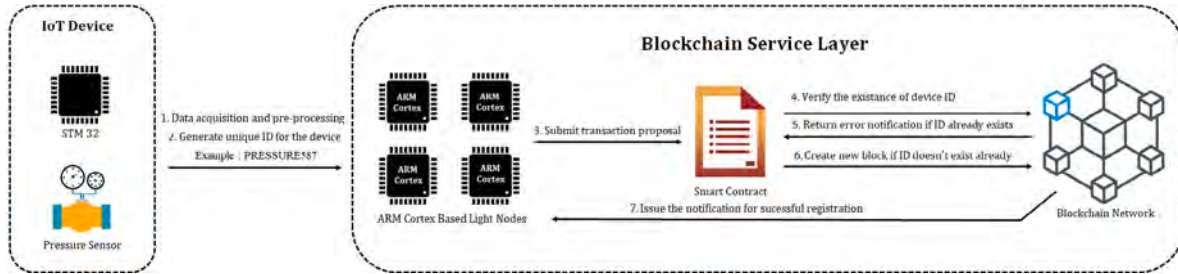 IoT Device
STM 32
Pressure Sensor
1. Data acquisition and pre-processing
2. Generate unique ID for the device
Example : PRESSURE587
Blockchain Service Layer
ARM
Cortex
ARM
Cortex
ARM
Cortex
ARM
Cortex
ARM Cortex Based Light Nodes
3. Submit transaction proposal
Smart Contract
4. Verify the existance of device ID
5. Return error notification if ID already exists
6. Create new block if ID doesn't exist already
7. Issue the notification for sucessful registration
Blockchain Network